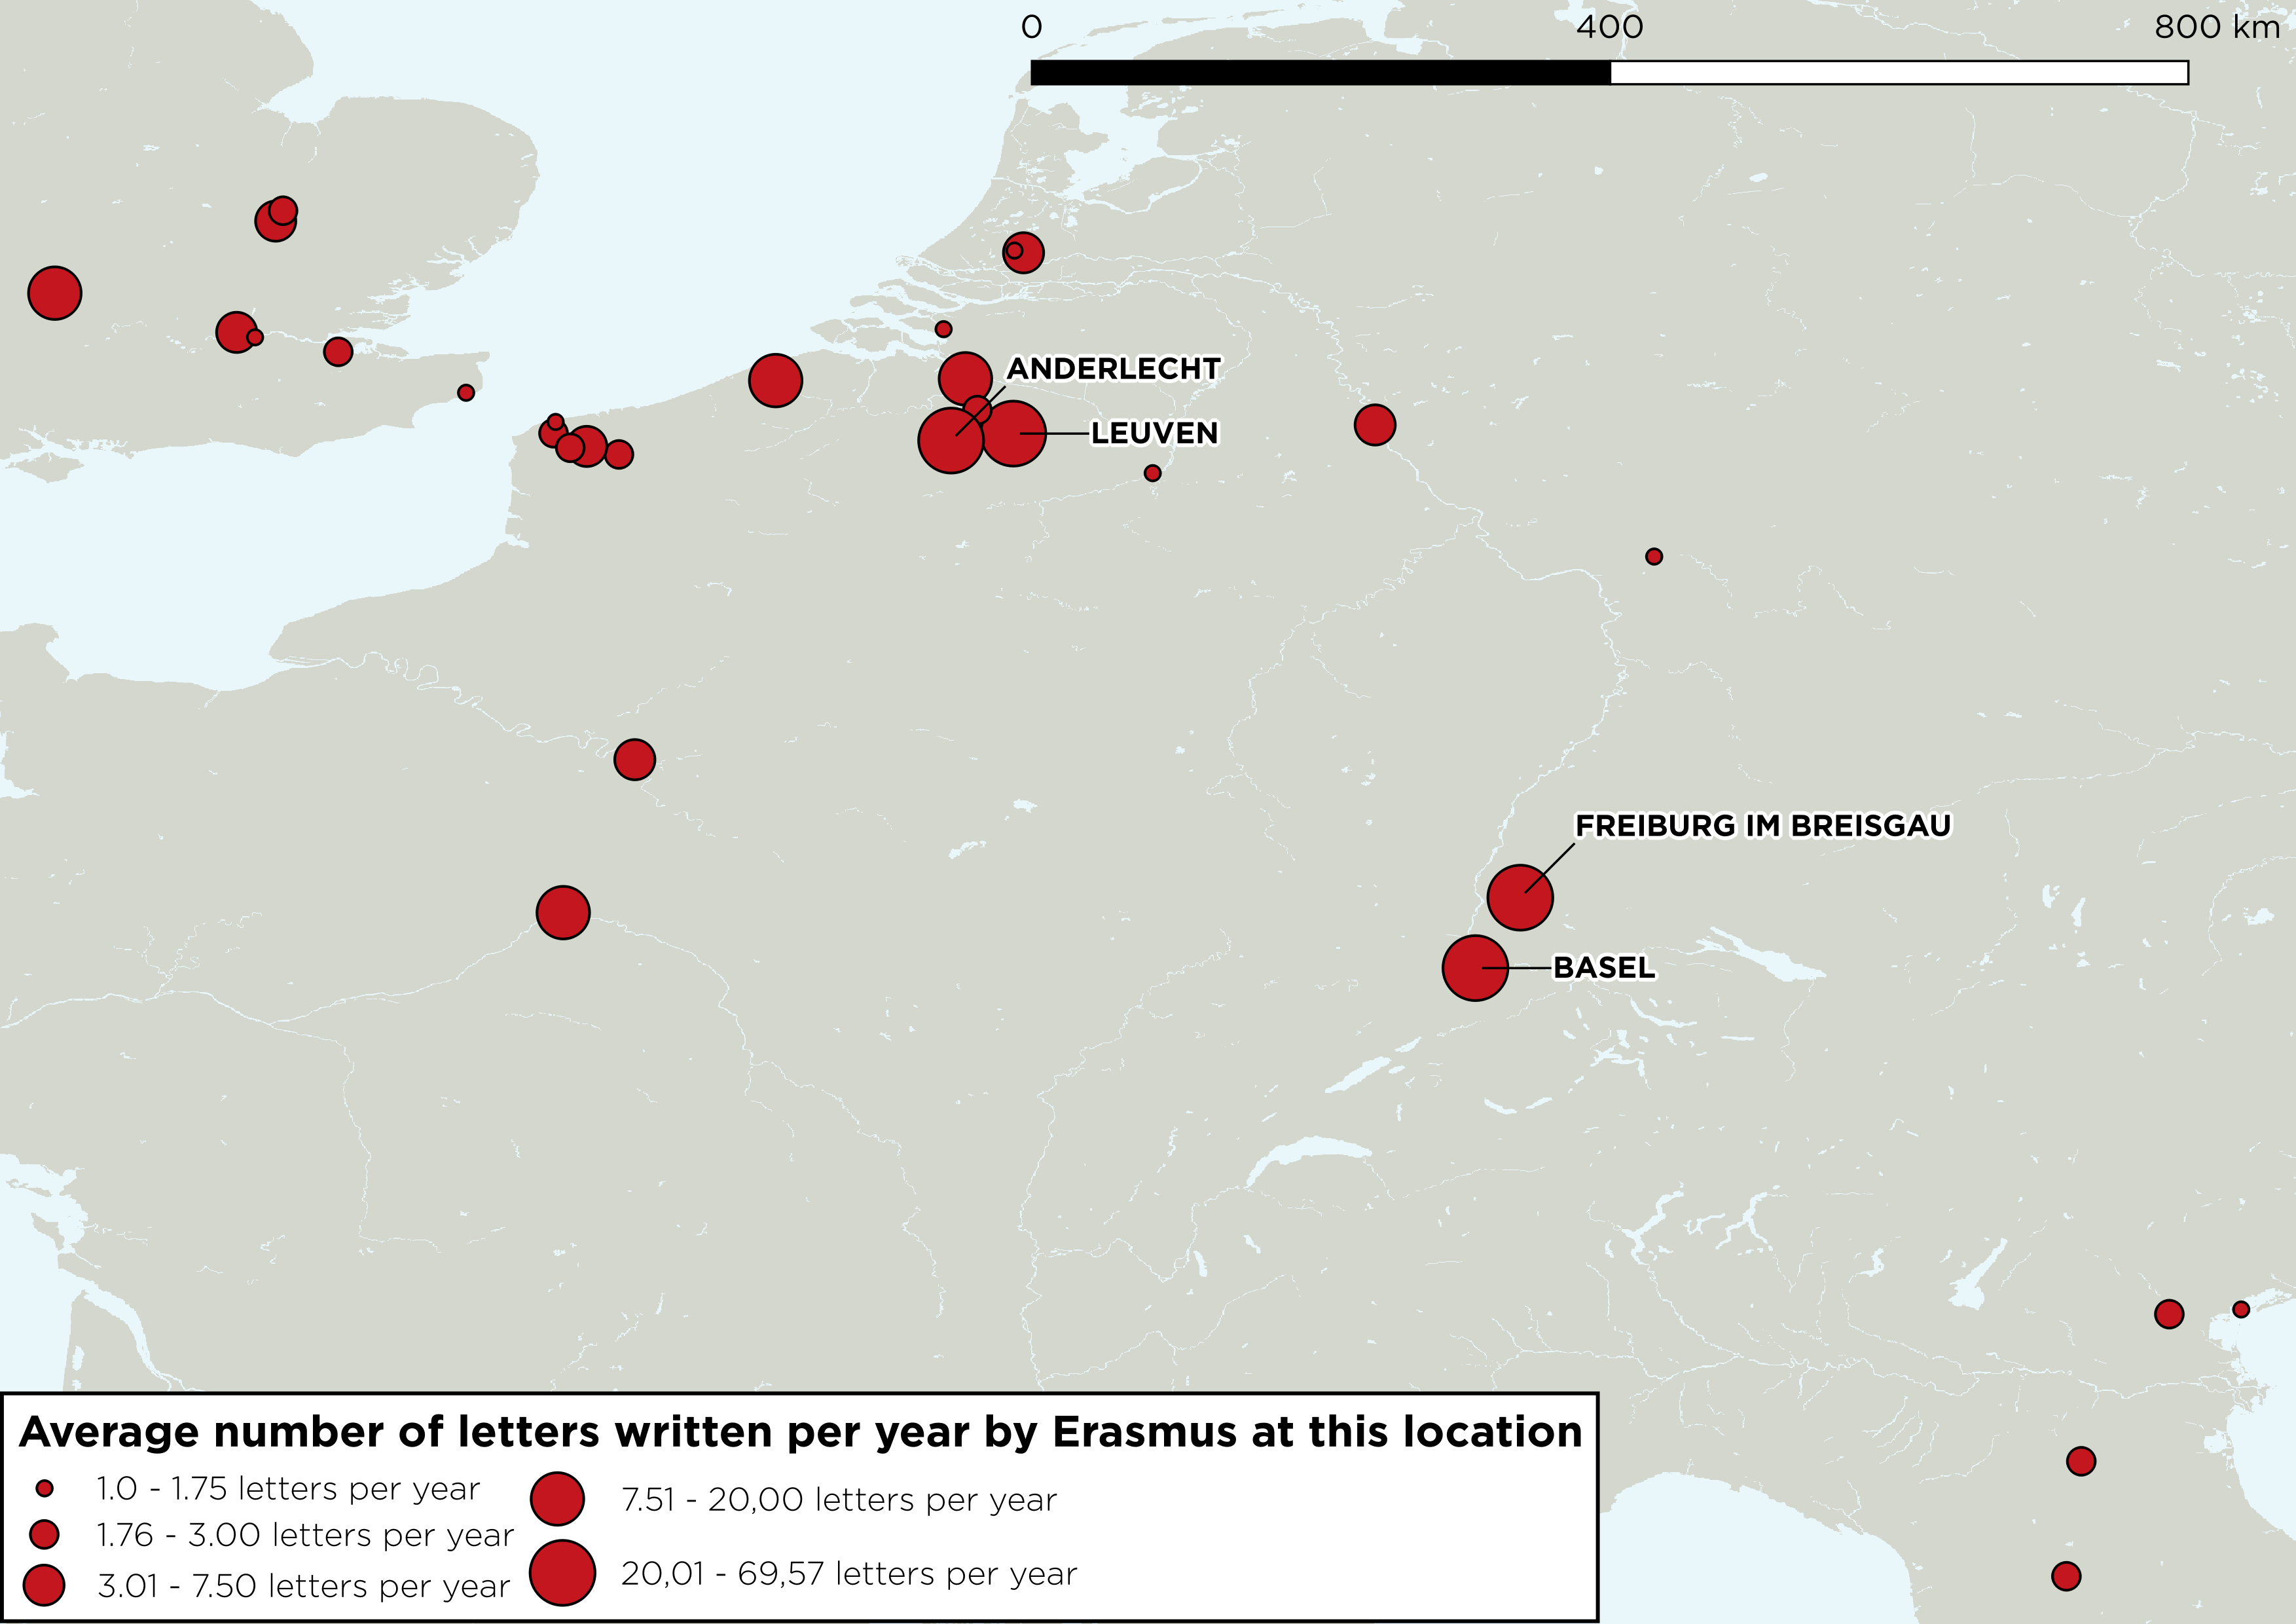 0 400 800 km
ANDERLECHT
LEUVEN
FREIBURG IM BREISGAU
BASEL
Average number of letters written per year by Erasmus at this location
1.0 - 1.75 letters per year
1.76 - 3.00 letters per year
3.01 - 7.50 letters per year
7.51 - 20,00 letters per year
20,01 - 69,57 letters per year